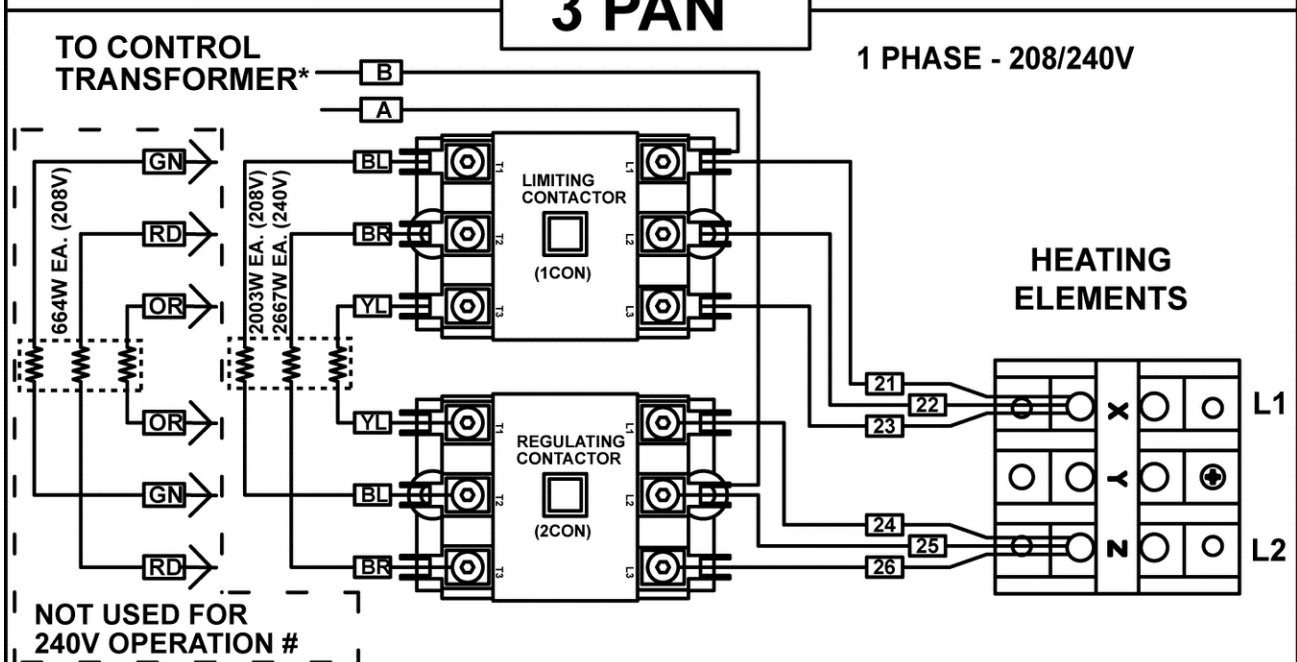 3 PAN
TO CONTROL
TRANSFORMER*
B
A
1 PHASE - 208/240V
GN
RD
OR
664W EA. (208V)
OR
GN
RD
NOT USED FOR
240V OPERATION #
BL
BR
YL
2003W EA. (208V)
2667W EA. (240V)
YL
BL
BR
T1
T2
T3
LIMITING
CONTACTOR
(1CON)
L1
L2
L3
T1
T2
T3
REGULATING
CONTACTOR
(2CON)
L1
L2
L3
HEATING
ELEMENTS
21
22
23
24
25
26
X
Y
Z
L1
L2